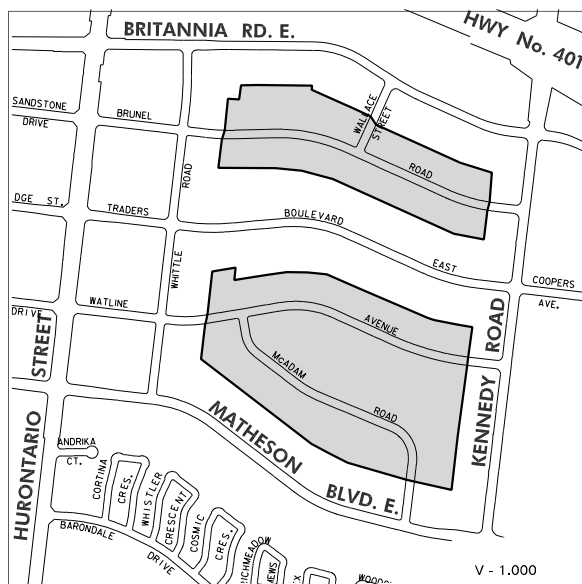 BRITANNIA RD. E.
HWY No. 401
SANDSTONE
DRIVE
BRUNEL
WALLACE
STREET
ROAD
ROAD
DGE ST.
TRADERS
BOULEVARD
EAST
WHITTLE
COOPERS
AVE.
WATLINE
DRIVE
AVENUE
ROAD
STREET
McADAM
ROAD
KENNEDY
MATHESON
BLVD. E.
HURONTARIO
ANDRIKA
CT.
CORTINA
CRES.
WHISTLER
CRESCENT
COSMIC
CRES.
BARONDALE
DRIVE
RICHMEADOW
MEWS
V - 1.000